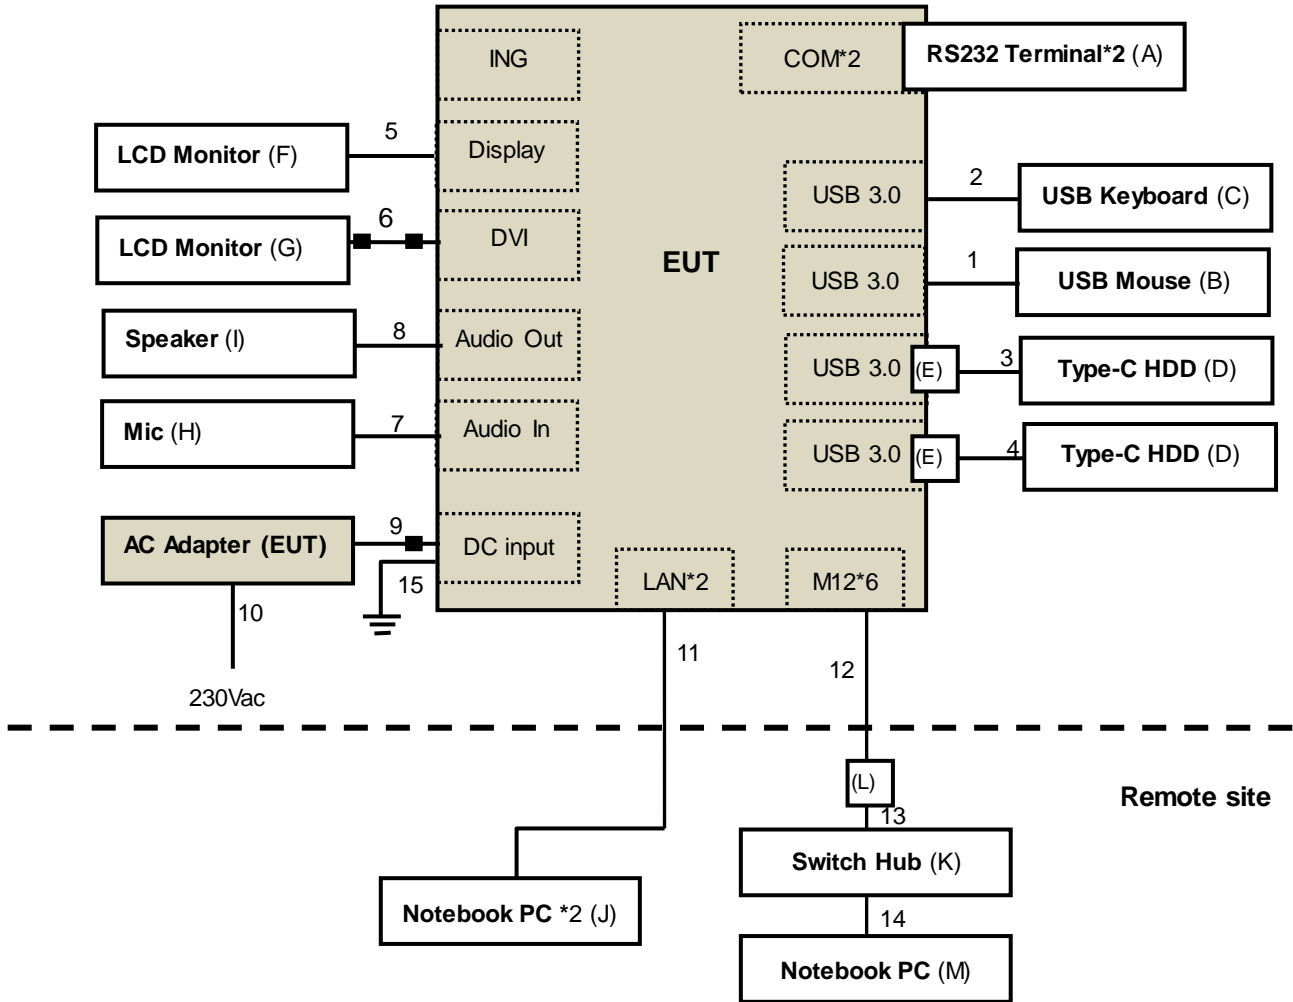 ING
COM*2
RS232 Terminal*2 (A)
5
LCD Monitor (F)
Display
USB 3.0
2
USB Keyboard (C)
6
LCD Monitor (G)
DVI
EUT
USB 3.0
1
USB Mouse (B)
Speaker (I)
8
Audio Out
USB 3.0
(E)
3
Type-C HDD (D)
Mic (H)
7
Audio In
USB 3.0
(E)
4
Type-C HDD (D)
AC Adapter (EUT)
9
DC input
15
LAN*2
M12*6
10
11
12
230Vac
(L)
Remote site
13
Switch Hub (K)
Notebook PC *2 (J)
14
Notebook PC (M)